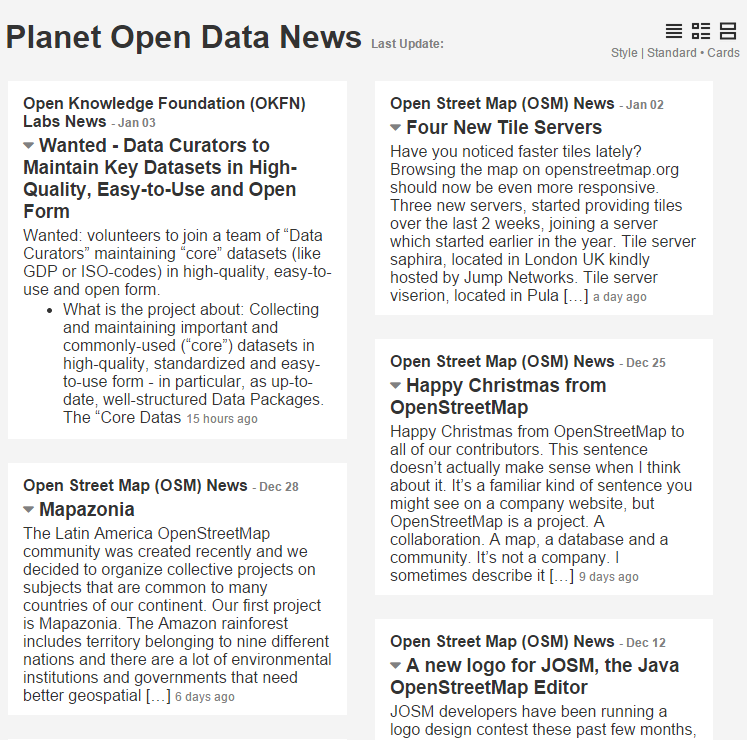 Planet Open Data News Last Update:
Style | Standard • Cards
Open Knowledge Foundation (OKFN)
Labs News - Jan 03
Wanted - Data Curators to
Maintain Key Datasets in High-
Quality, Easy-to-Use and Open
Form
Wanted: volunteers to join a team of “Data
Curators” maintaining “core” datasets (like
GDP or ISO-codes) in high-quality, easy-to-
use and open form.
• What is the project about: Collecting
and maintaining important and
commonly-used (“core”) datasets in
high-quality, standardized and easy-
to-use form - in particular, as up-to-
date, well-structured Data Packages.
The “Core Datas 15 hours ago
Open Street Map (OSM) News - Dec 28
Mapazonia
The Latin America OpenStreetMap
community was created recently and we
decided to organize collective projects on
subjects that are common to many
countries of our continent. Our first project
is Mapazonia. The Amazon rainforest
includes territory belonging to nine different
nations and there are a lot of environmental
institutions and governments that need
better geospatial […] 6 days ago
Open Street Map (OSM) News - Jan 02
Four New Tile Servers
Have you noticed faster tiles lately?
Browsing the map on openstreetmap.org
should now be even more responsive.
Three new servers, started providing tiles
over the last 2 weeks, joining a server
which started earlier in the year. Tile server
saphira, located in London UK kindly
hosted by Jump Networks. Tile server
viserion, located in Pula […] a day ago
Open Street Map (OSM) News - Dec 25
Happy Christmas from
OpenStreetMap
Happy Christmas from OpenStreetMap to
all of our contributors. This sentence
doesn’t actually make sense when I think
about it. It’s a familiar kind of sentence you
might see on a company website, but
OpenStreetMap is a project. A
collaboration. A map, a database and a
community. It’s not a company. I
sometimes describe it […] 9 days ago
Open Street Map (OSM) News - Dec 12
A new logo for JOSM, the Java
OpenStreetMap Editor
JOSM developers have been running a
logo design contest these past few months,